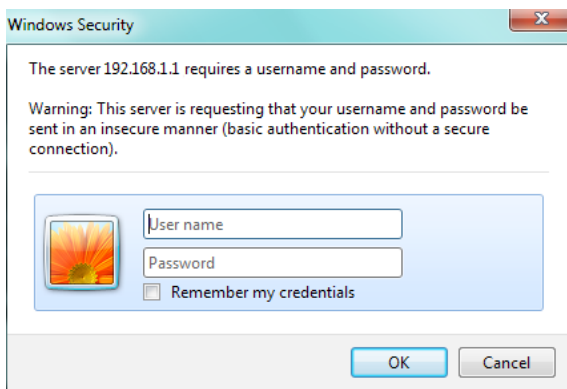 Windows Security
The server 192.168.1.1 requires a username and password.
Warning: This server is requesting that your username and password be
sent in an insecure manner (basic authentication without a secure
connection).
User name
Password
Remember my credentials
OK Cancel